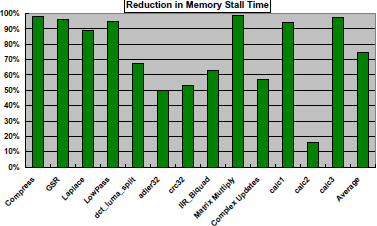 Reduction in Memory Stall Time
100%
90%
80%
70%
60%
50%
40%
30%
20%
10%
0%
Compress
GSR
Laplace
LowPass
dct_luma_split
adler32
crc32
IIR_Biquad
Matrix Mutliply
Complex Updates
calc1
calc2
calc3
Average